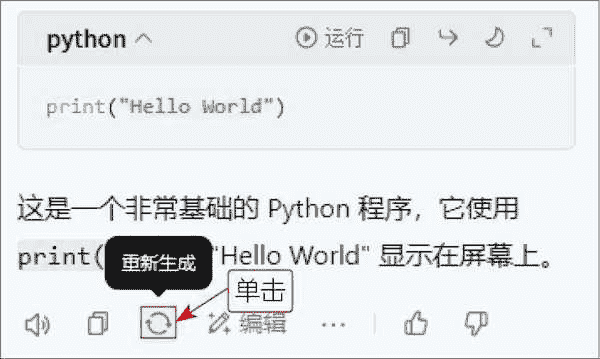 python 运行
print("Hello World")
这是一个非常基础的 Python 程序，它使用
print( "Hello World" 显示在屏幕上。
重新生成
单击
编辑